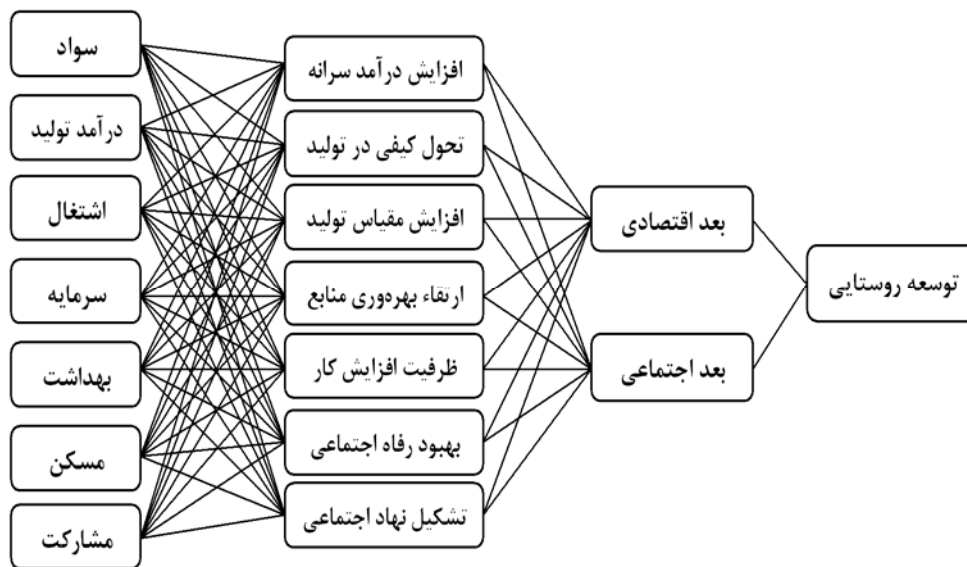 توسعه روستایی
بعد اقتصادی
بعد اجتماعی
افزایش درآمد سرانه
تحول کیفی در تولید
افزایش مقیاس تولید
ارتقاء بهره‌وری منابع
ظرفیت افزایش کار
بهبود رفاه اجتماعی
تشکیل نهاد اجتماعی
سواد
درآمد تولید
اشتغال
سرمایه
بهداشت
مسکن
مشارکت